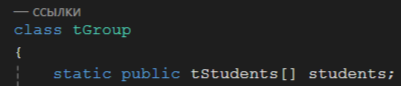 — ссылки
class tGroup
{
static public tStudents[] students;